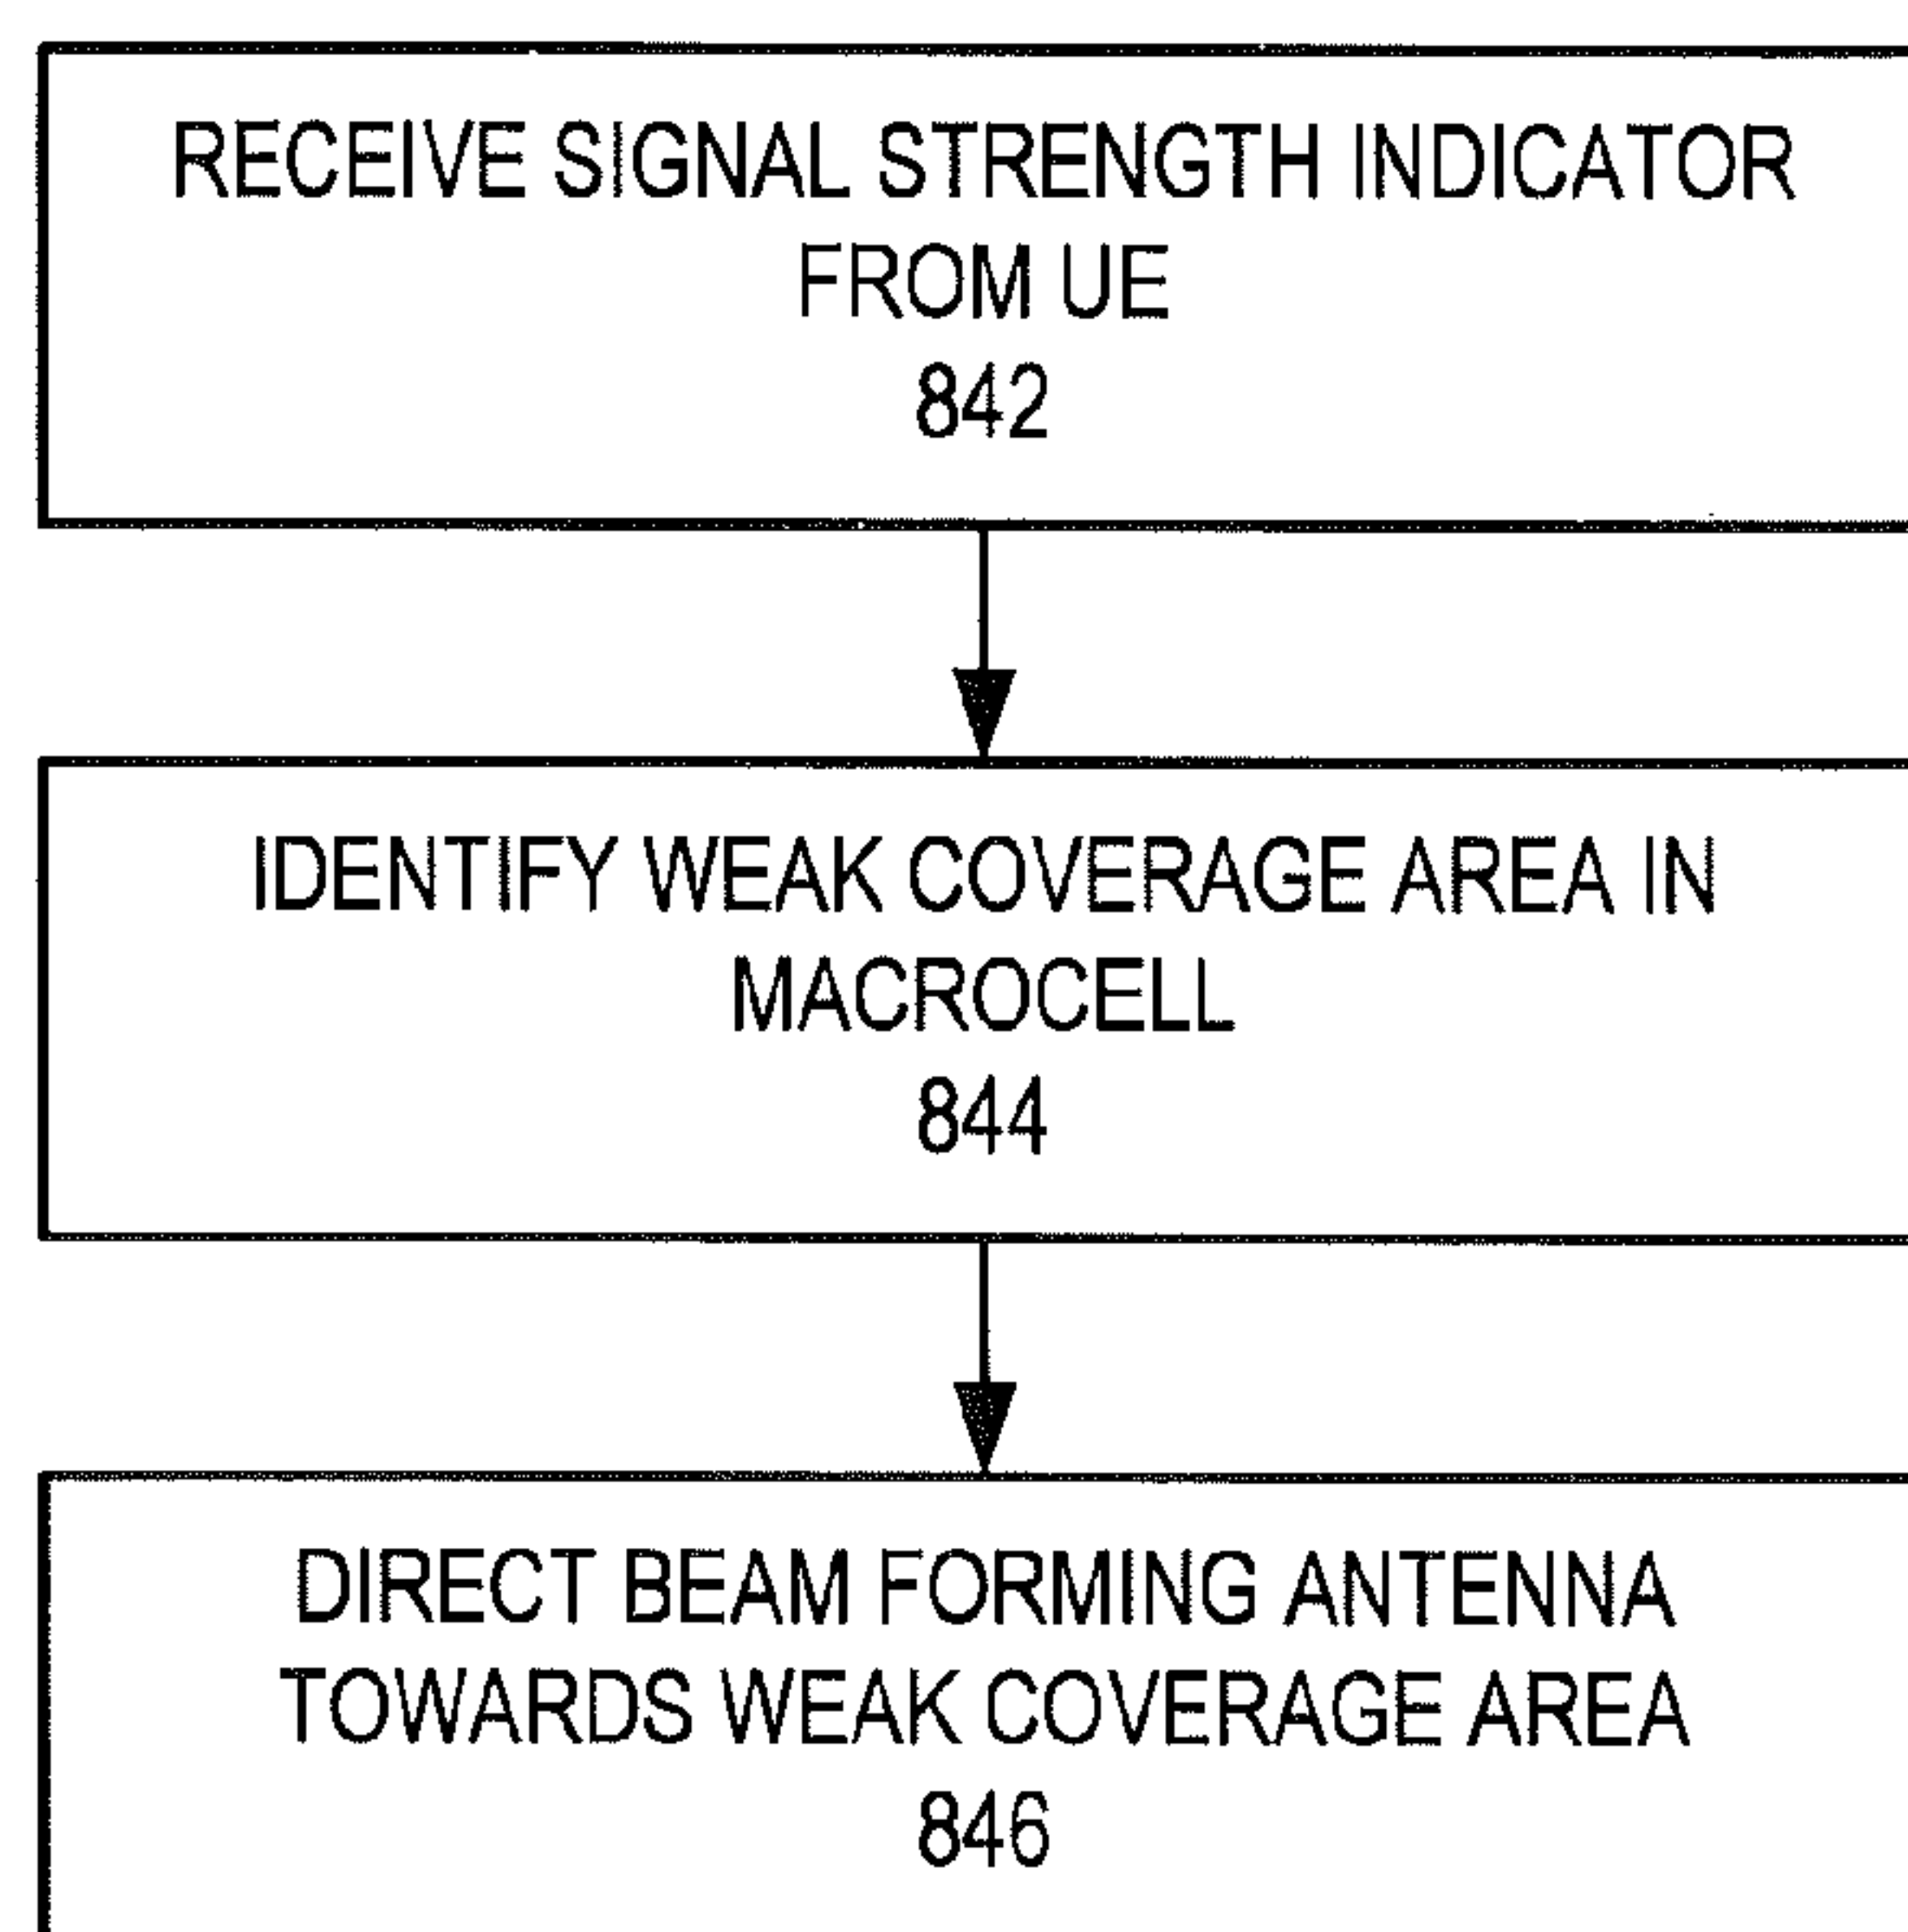 RECEIVE SIGNAL STRENGTH INDICATOR
FROM UE
842
IDENTIFY WEAK COVERAGE AREA IN
MACROCELL
844
DIRECT BEAM FORMING ANTENNA
TOWARDS WEAK COVERAGE AREA
846